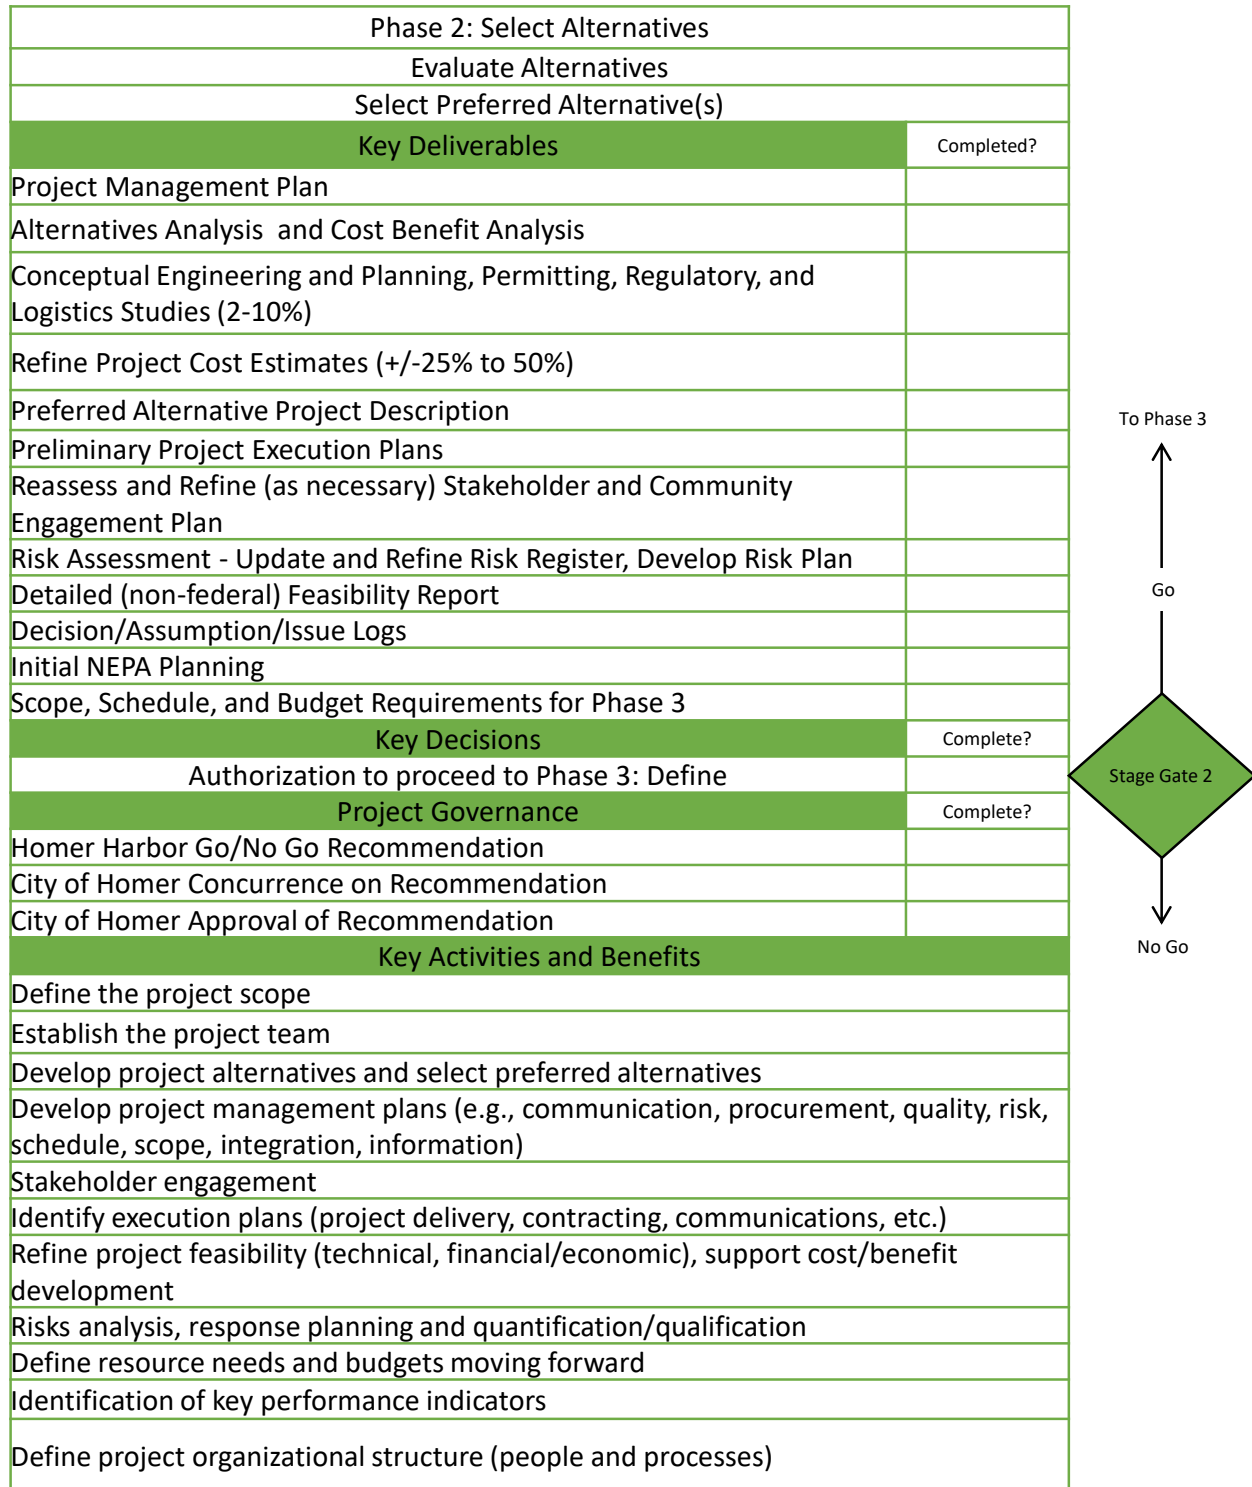 Phase 2: Select Alternatives
Evaluate Alternatives
Select Preferred Alternative(s)
Key Deliverables
Completed?
Project Management Plan
Alternatives Analysis  and Cost Benefit Analysis
Conceptual Engineering and Planning, Permitting, Regulatory, and
Logistics Studies (2-10%)
Refine Project Cost Estimates (+/-25% to 50%)
Preferred Alternative Project Description
Preliminary Project Execution Plans
Reassess and Refine (as necessary) Stakeholder and Community
Engagement Plan
Risk Assessment - Update and Refine Risk Register, Develop Risk Plan
Detailed (non-federal) Feasibility Report
Decision/Assumption/Issue Logs
Initial NEPA Planning
Scope, Schedule, and Budget Requirements for Phase 3
Key Decisions
Complete?
Authorization to proceed to Phase 3: Define
Project Governance
Complete?
Homer Harbor Go/No Go Recommendation
City of Homer Concurrence on Recommendation
City of Homer Approval of Recommendation
Key Activities and Benefits
Define the project scope
Establish the project team
Develop project alternatives and select preferred alternatives
Develop project management plans (e.g., communication, procurement, quality, risk,
schedule, scope, integration, information)
Stakeholder engagement
Identify execution plans (project delivery, contracting, communications, etc.)
Refine project feasibility (technical, financial/economic), support cost/benefit
development
Risks analysis, response planning and quantification/qualification
Define resource needs and budgets moving forward
Identification of key performance indicators
Define project organizational structure (people and processes)
To Phase 3
Go
Stage Gate 2
No Go